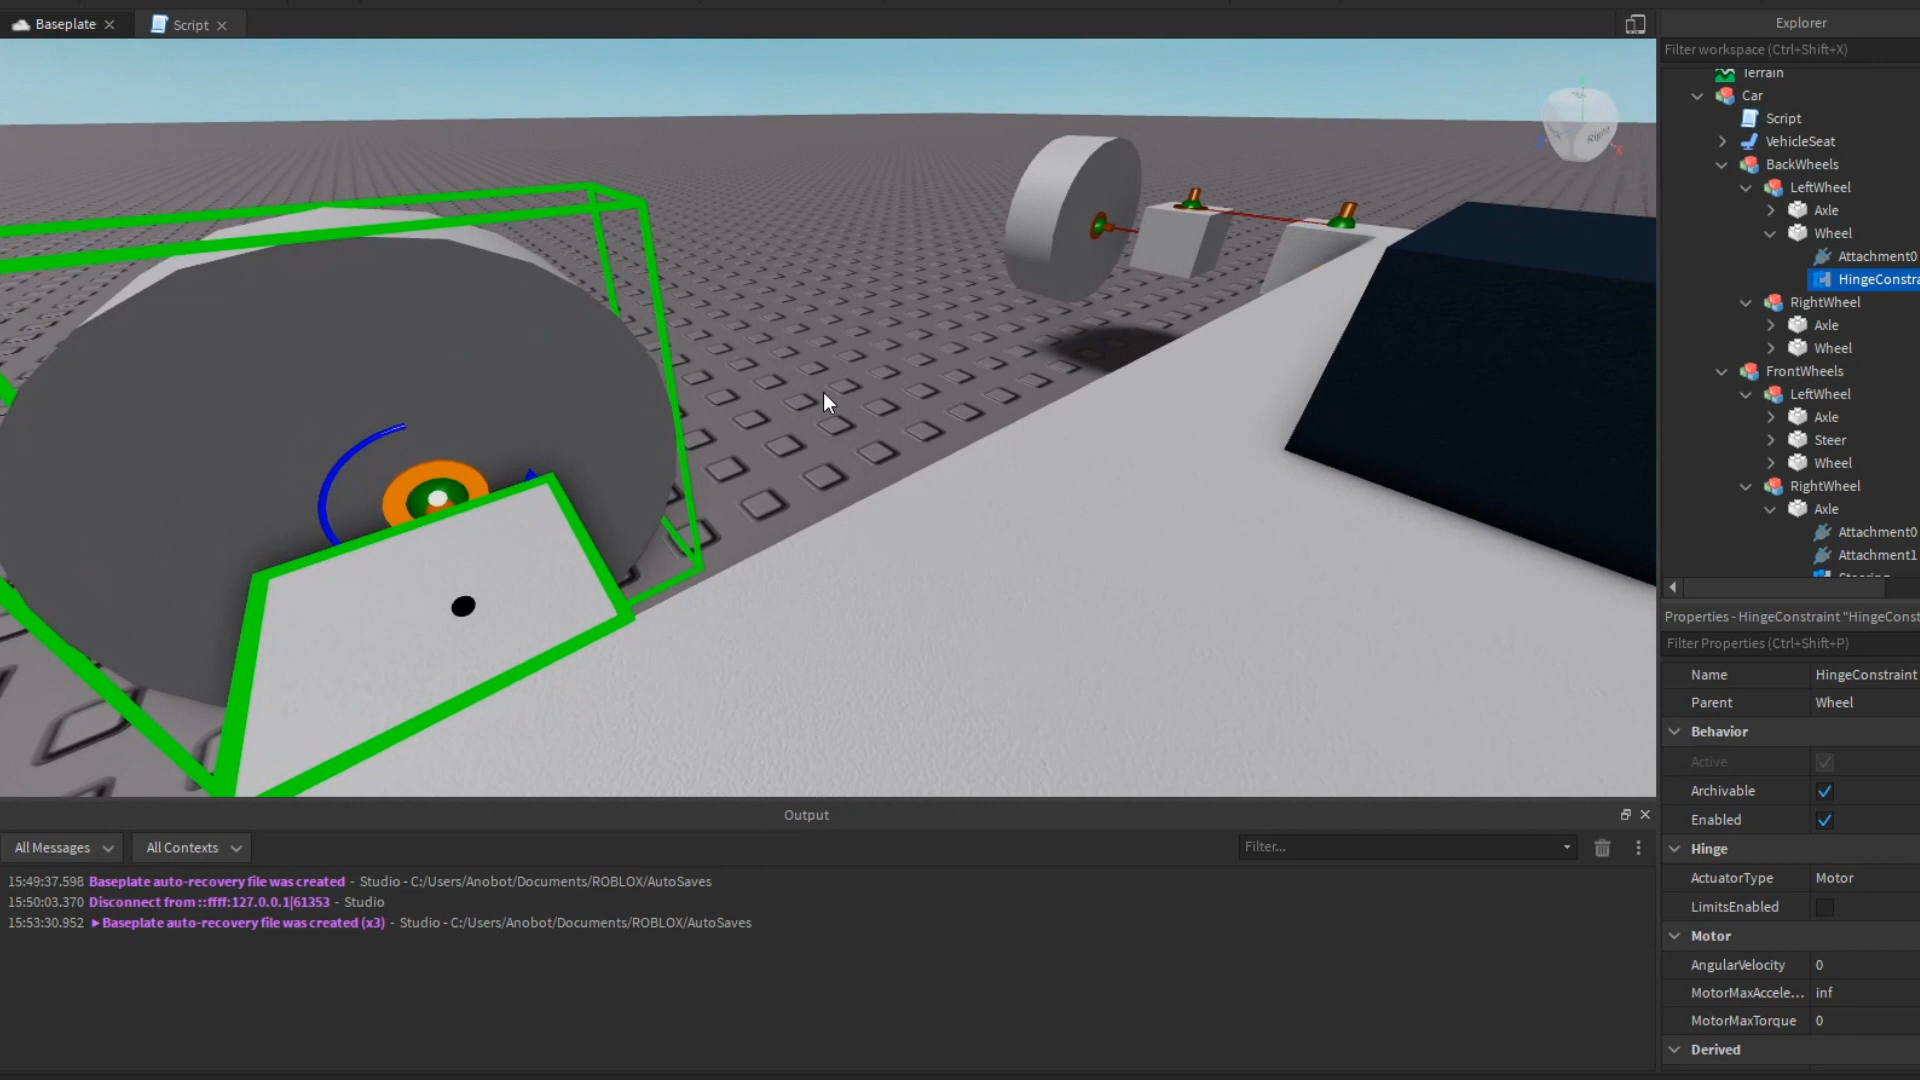 Baseplate
Script
Explorer
Filter workspace (Ctrl+Shift+X)
Terrain
Car
Script
VehicleSeat
BackWheels
LeftWheel
Axle
Wheel
Attachment0
HingeConstra
RightWheel
Axle
Wheel
FrontWheels
LeftWheel
Axle
Steer
Wheel
RightWheel
Axle
Attachment0
Attachment1
Right
Properties - HingeConstraint "HingeConst
Filter Properties (Ctrl+Shift+P)
Name HingeConstraint
Parent Wheel
Behavior
Active
Archivable
Enabled
Hinge
ActuatorType Motor
LimitsEnabled
Motor
AngularVelocity 0
MotorMaxAccele... inf
MotorMaxTorque 0
Derived
Output
All Messages All Contexts Filter...
15:49:37.598 Baseplate auto-recovery file was created - Studio - C:/Users/Anobot/Documents/ROBLOX/AutoSaves
15:50:03.370 Disconnect from ::ffff:127.0.0.1|61353 - Studio
15:53:30.952 ▸Baseplate auto-recovery file was created (x3) - Studio - C:/Users/Anobot/Documents/ROBLOX/AutoSaves